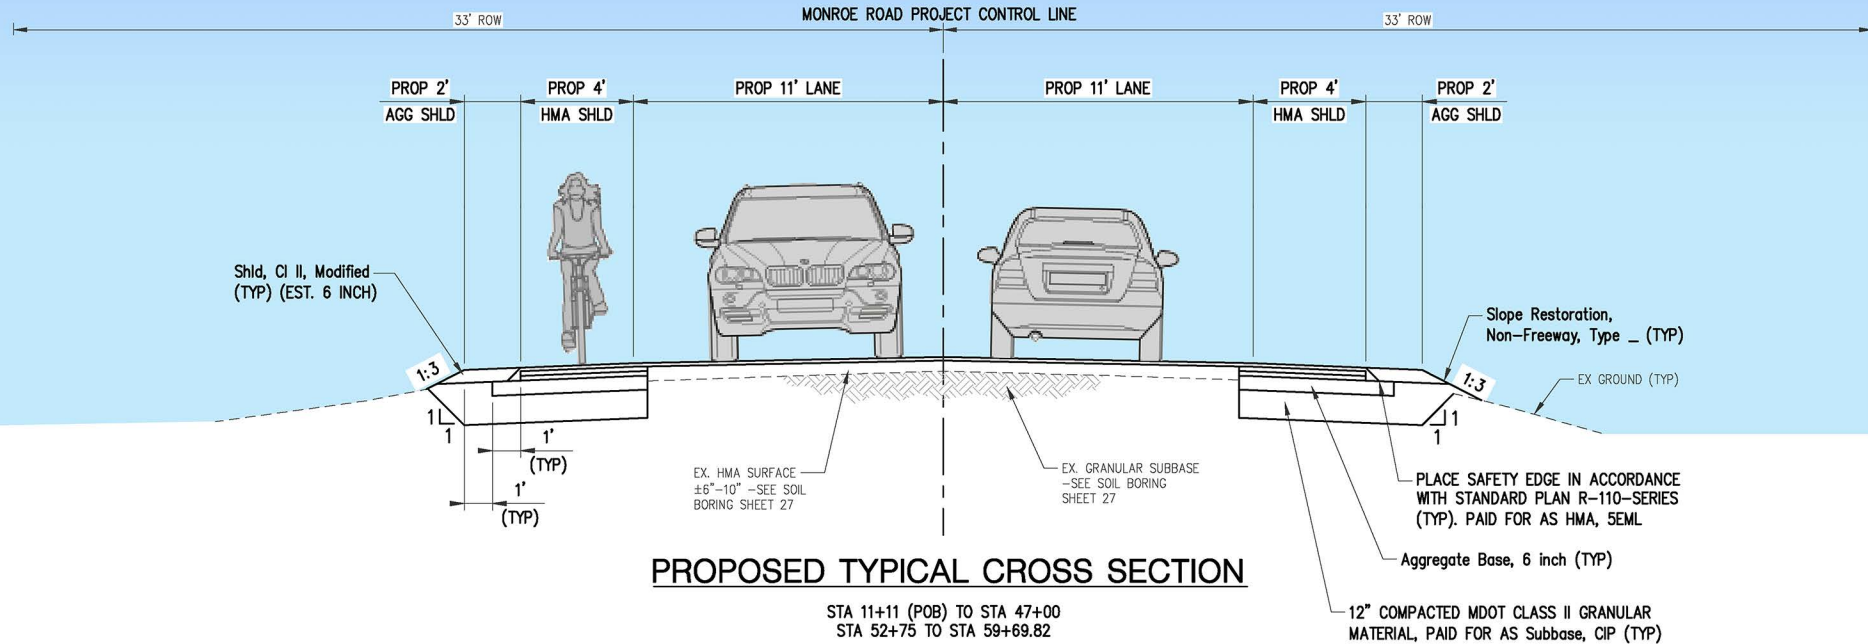 MONROE ROAD PROJECT CONTROL LINE
33' ROW
33' ROW
PROP 2'
AGG SHLD
PROP 4'
HMA SHLD
PROP 11' LANE
PROP 11' LANE
PROP 4'
HMA SHLD
PROP 2'
AGG SHLD
Shld, Cl II, Modified
(TYP) (EST. 6 INCH)
Slope Restoration,
Non-Freeway, Type _ (TYP)
1:3
1:3
EX GROUND (TYP)
1
1
1
1
1'
(TYP)
1'
(TYP)
EX. HMA SURFACE
±6"-10" -SEE SOIL
BORING SHEET 27
EX. GRANULAR SUBBASE
-SEE SOIL BORING
SHEET 27
PLACE SAFETY EDGE IN ACCORDANCE
WITH STANDARD PLAN R-110-SERIES
(TYP). PAID FOR AS HMA, 5EML
Aggregate Base, 6 inch (TYP)
12" COMPACTED MDOT CLASS II GRANULAR
MATERIAL, PAID FOR AS Subbase, CIP (TYP)
PROPOSED TYPICAL CROSS SECTION
STA 11+11 (POB) TO STA 47+00
STA 52+75 TO STA 59+69.82